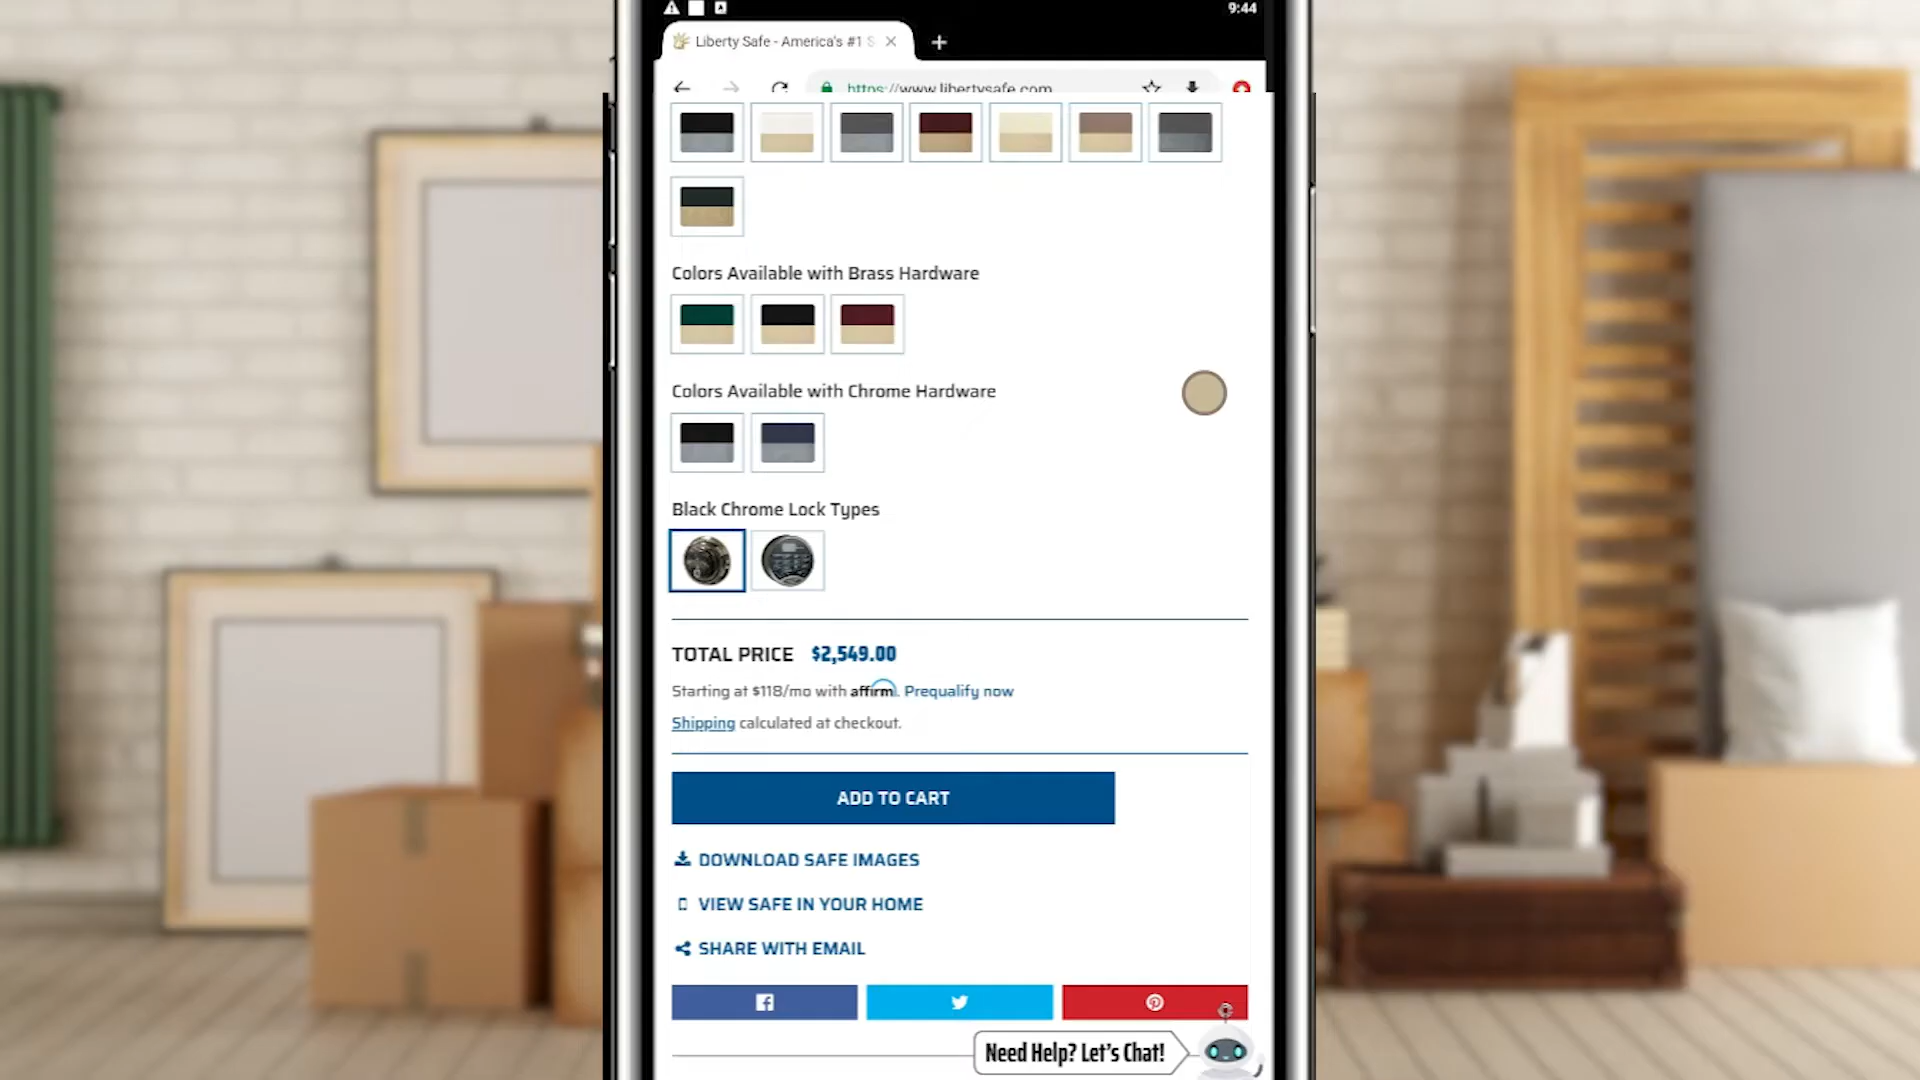 9:44
Liberty Safe - America's #1 S
https://www.libertysafe.com
Colors Available with Brass Hardware
Colors Available with Chrome Hardware
Black Chrome Lock Types
TOTAL PRICE $2,549.00
Starting at $118/mo with affirm. Prequalify now
Shipping calculated at checkout.
ADD TO CART
DOWNLOAD SAFE IMAGES
VIEW SAFE IN YOUR HOME
SHARE WITH EMAIL
Need Help? Let's Chat!